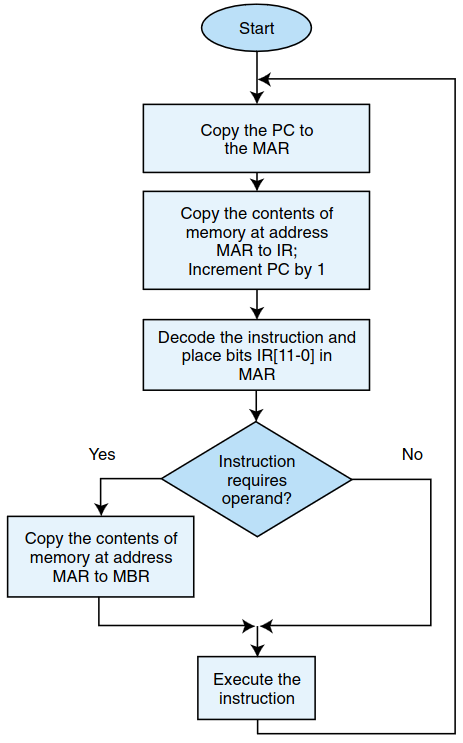 Start
Copy the PC to
the MAR
Copy the contents of
memory at address
MAR to IR;
Increment PC by 1
Decode the instruction and
place bits IR[11-0] in
MAR
Instruction
requires
operand?
Yes
No
Copy the contents of
memory at address
MAR to MBR
Execute the
instruction